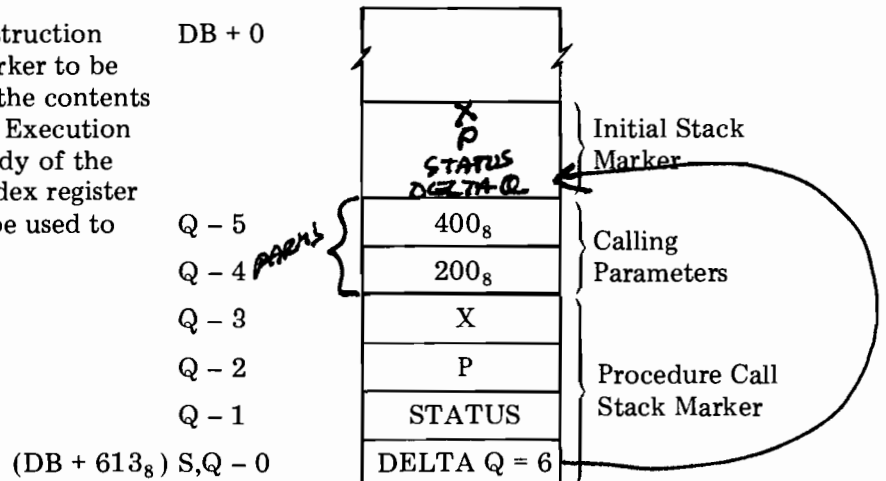 struction
rker to be
the contents
Execution
dy of the
dex register
be used to
DB + 0
X
P
STATUS
DELTA Q
Initial Stack
Marker
Q – 5
400₈
PARMS
Q – 4
200₈
Calling
Parameters
Q – 3
X
Q – 2
P
Q – 1
STATUS
Procedure Call
Stack Marker
(DB + 613₈) S,Q – 0
DELTA Q = 6